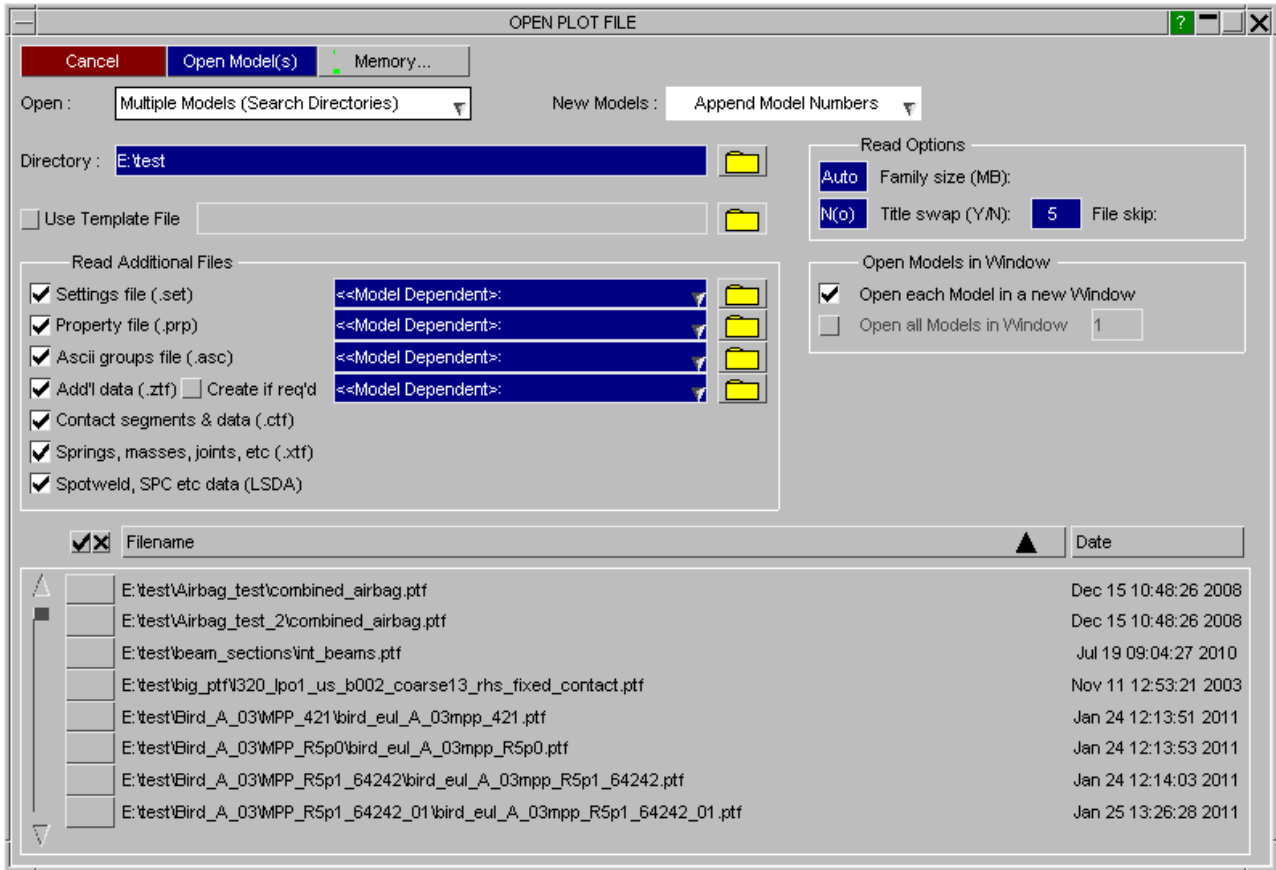 OPEN PLOT FILE ?
Cancel Open Model(s) Memory...
Open : Multiple Models (Search Directories) New Models : Append Model Numbers
Directory : E:\test
Read Options
Auto Family size (MB):
Use Template File
N(o) Title swap (Y/N): 5 File skip:
Read Additional Files
Open Models in Window
Settings file (.set) <<Model Dependent>:
Open each Model in a new Window
Property file (.prp) <<Model Dependent>:
Open all Models in Window 1
Ascii groups file (.asc) <<Model Dependent>:
Add'l data (.ztf) Create if req'd <<Model Dependent>:
Contact segments & data (.ctf)
Springs, masses, joints, etc (.xtf)
Spotweld, SPC etc data (LSDA)
Filename Date
E:\test\Airbag_test\combined_airbag.ptf Dec 15 10:48:26 2008
E:\test\Airbag_test_2\combined_airbag.ptf Dec 15 10:48:26 2008
E:\test\beam_sections\int_beams.ptf Jul 19 09:04:27 2010
E:\test\big_ptf\l320_lpo1_us_b002_coarse13_rhs_fixed_contact.ptf Nov 11 12:53:21 2003
E:\test\Bird_A_03\MPP_421\bird_eul_A_03mpp_421.ptf Jan 24 12:13:51 2011
E:\test\Bird_A_03\MPP_R5p0\bird_eul_A_03mpp_R5p0.ptf Jan 24 12:13:53 2011
E:\test\Bird_A_03\MPP_R5p1_64242\bird_eul_A_03mpp_R5p1_64242.ptf Jan 24 12:14:03 2011
E:\test\Bird_A_03\MPP_R5p1_64242_01\bird_eul_A_03mpp_R5p1_64242_01.ptf Jan 25 13:26:28 2011